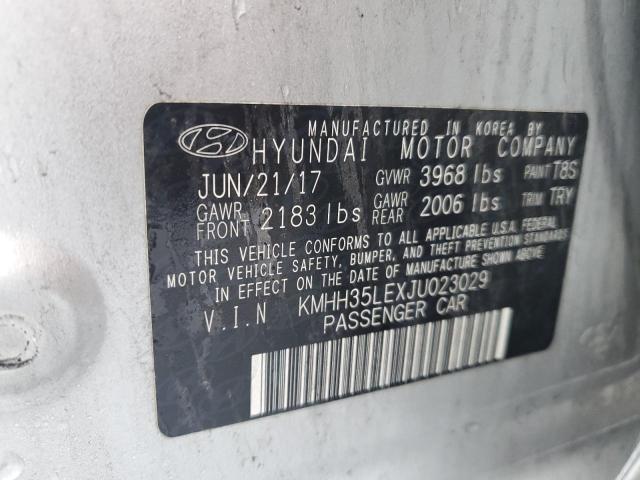 MANUFACTURED IN KOREA BY
HYUNDAI MOTOR COMPANY
JUN/21/17 GVWR 3968 lbs PAINT T8S
GAWR FRONT 2183 lbs GAWR REAR 2006 lbs TRIM TRY
THIS VEHICLE CONFORMS TO ALL APPLICABLE U.S.A FEDERAL
MOTOR VEHICLE SAFETY, BUMPER, AND THEFT PREVENTION STANDARDS
IN EFFECT ON THE DATE OF MANUFACTURE SHOWN ABOVE
V.I.N KMHH35LEXJU023029
PASSENGER CAR